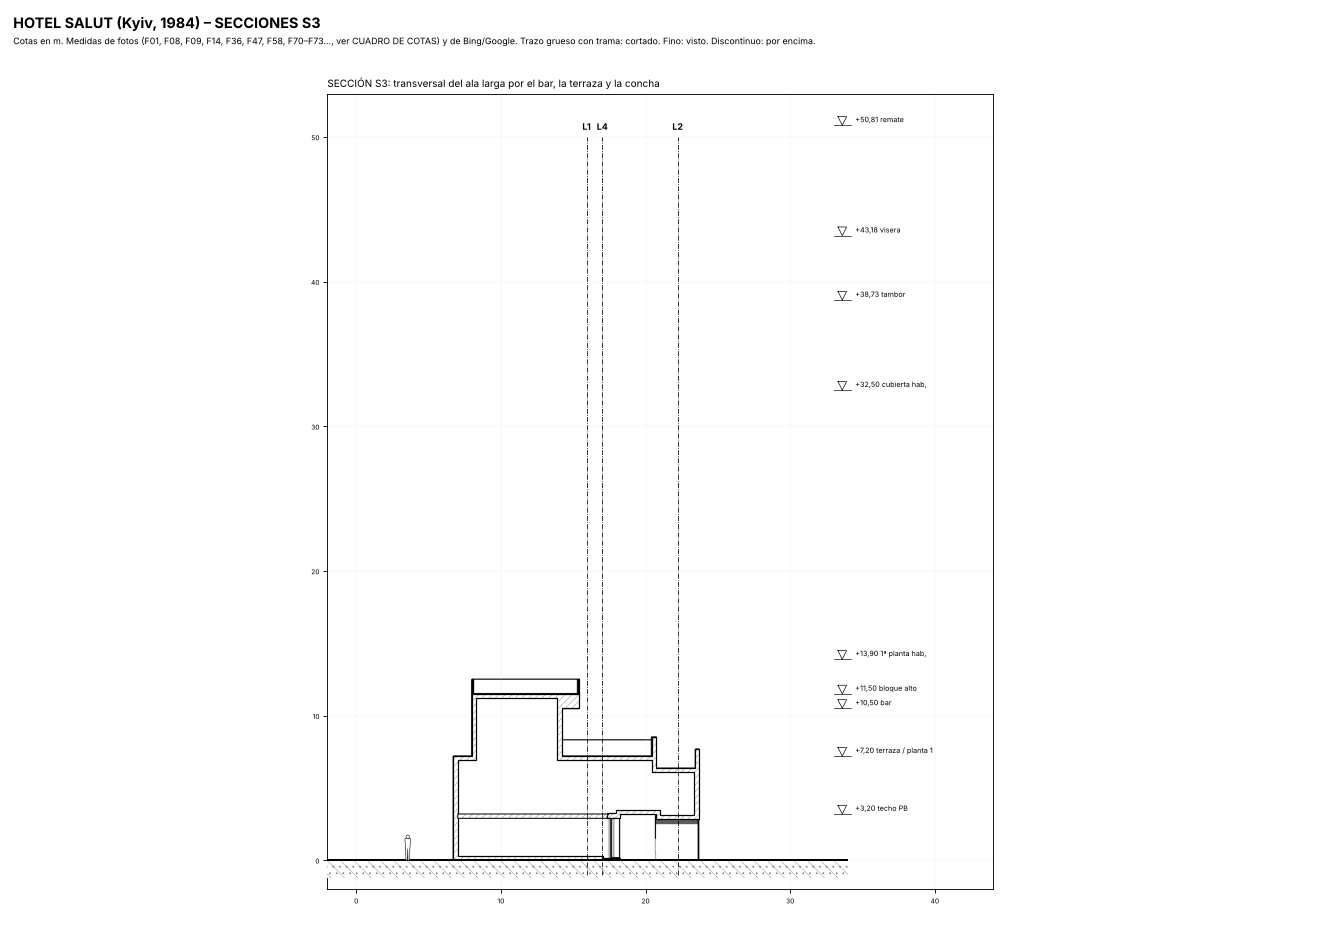 HOTEL SALUT (Kyiv, 1984) – SECCIONES S3
Cotas en m. Medidas de fotos (F01, F08, F09, F14, F36, F47, F58, F70–F73..., ver CUADRO DE COTAS) y de Bing/Google. Trazo grueso con trama: cortado. Fino: visto. Discontinuo: por encima.
SECCIÓN S3: transversal del ala larga por el bar, la terraza y la concha
L1 L4 L2
+50,81 remate
50
+43,18 visera
+38,73 tambor
40
+32,50 cubierta hab,
30
20
+13,90 1ª planta hab,
+11,50 bloque alto
+10,50 bar
10
+7,20 terraza / planta 1
+3,20 techo PB
0
0 10 20 30 40